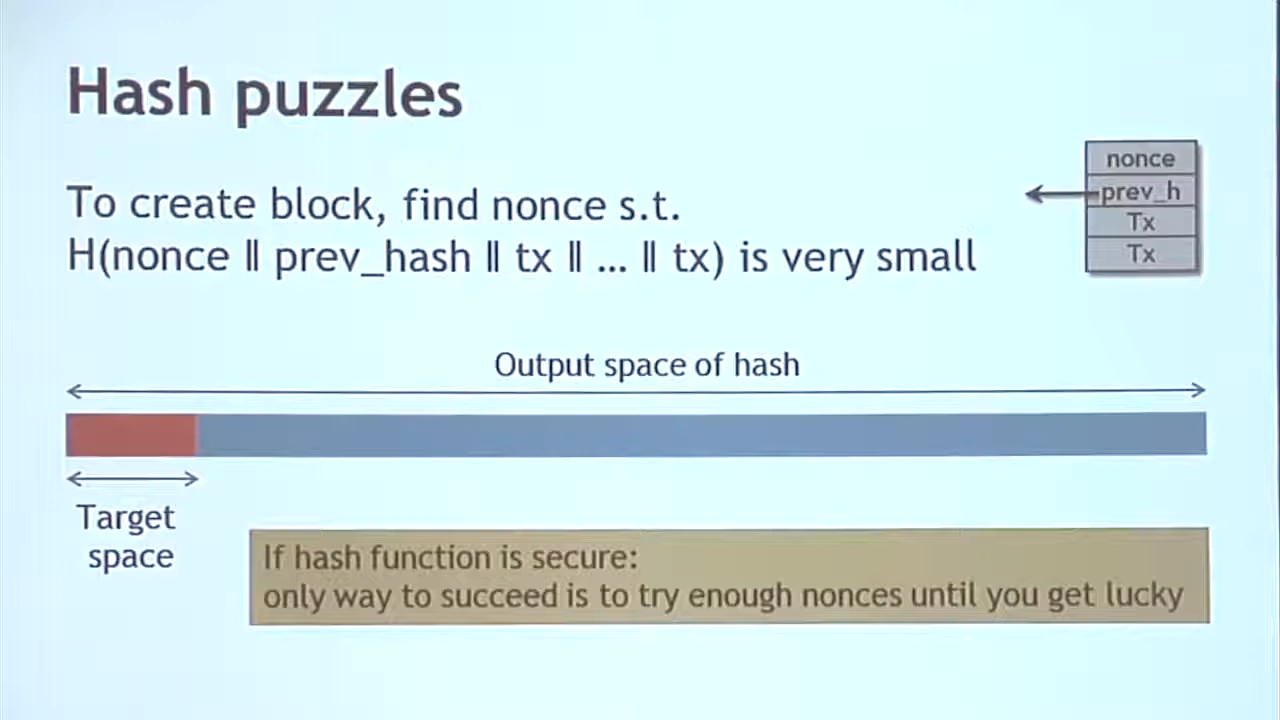 Hash puzzles
To create block, find nonce s.t.
H(nonce ǁ prev_hash ǁ tx ǁ ... ǁ tx) is very small
nonce
prev_h
Tx
Tx
Output space of hash
Target
space
If hash function is secure:
only way to succeed is to try enough nonces until you get lucky